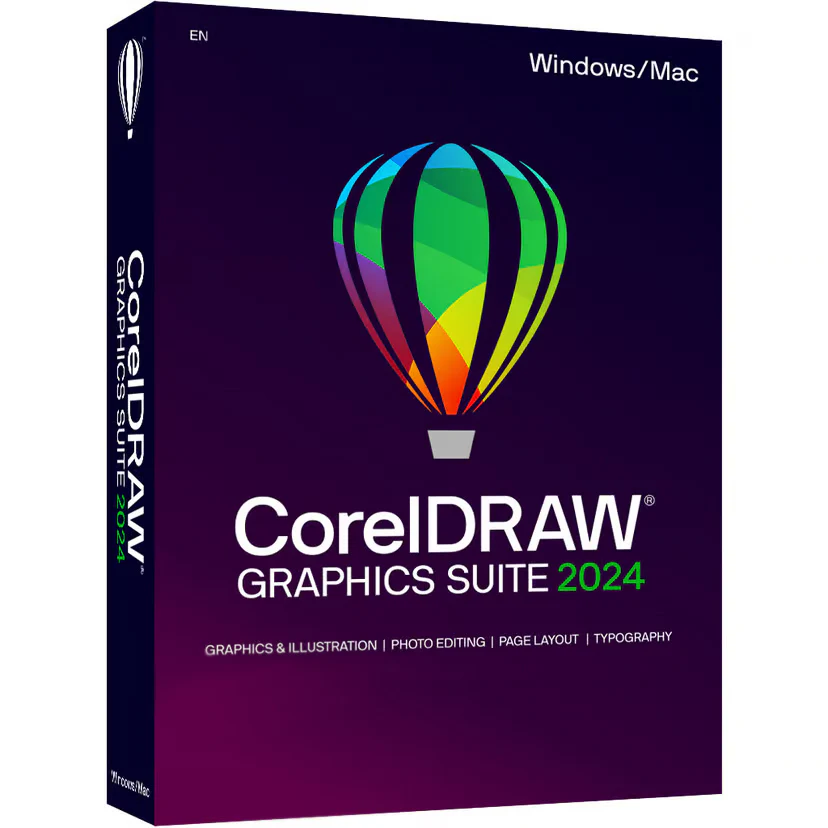 EN
Windows/Mac
CorelDRAW®
GRAPHICS SUITE 2024
GRAPHICS & ILLUSTRATION | PHOTO EDITING | PAGE LAYOUT | TYPOGRAPHY
CorelDRAW®
GRAPHICS SUITE 2024
Windows/Mac